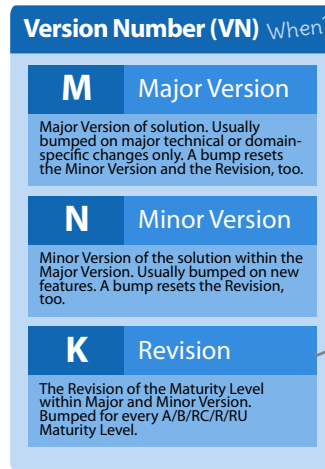 Version Number (VN) When?
M Major Version
Major Version of solution. Usually
bumped on major technical or domain-
specific changes only. A bump resets
the Minor Version and the Revision, too.
N Minor Version
Minor Version of the solution within the
Major Version. Usually bumped on new
features. A bump resets the Revision,
too.
K Revision
The Revision of the Maturity Level
within Major and Minor Version.
Bumped for every A/B/RC/R/RU
Maturity Level.